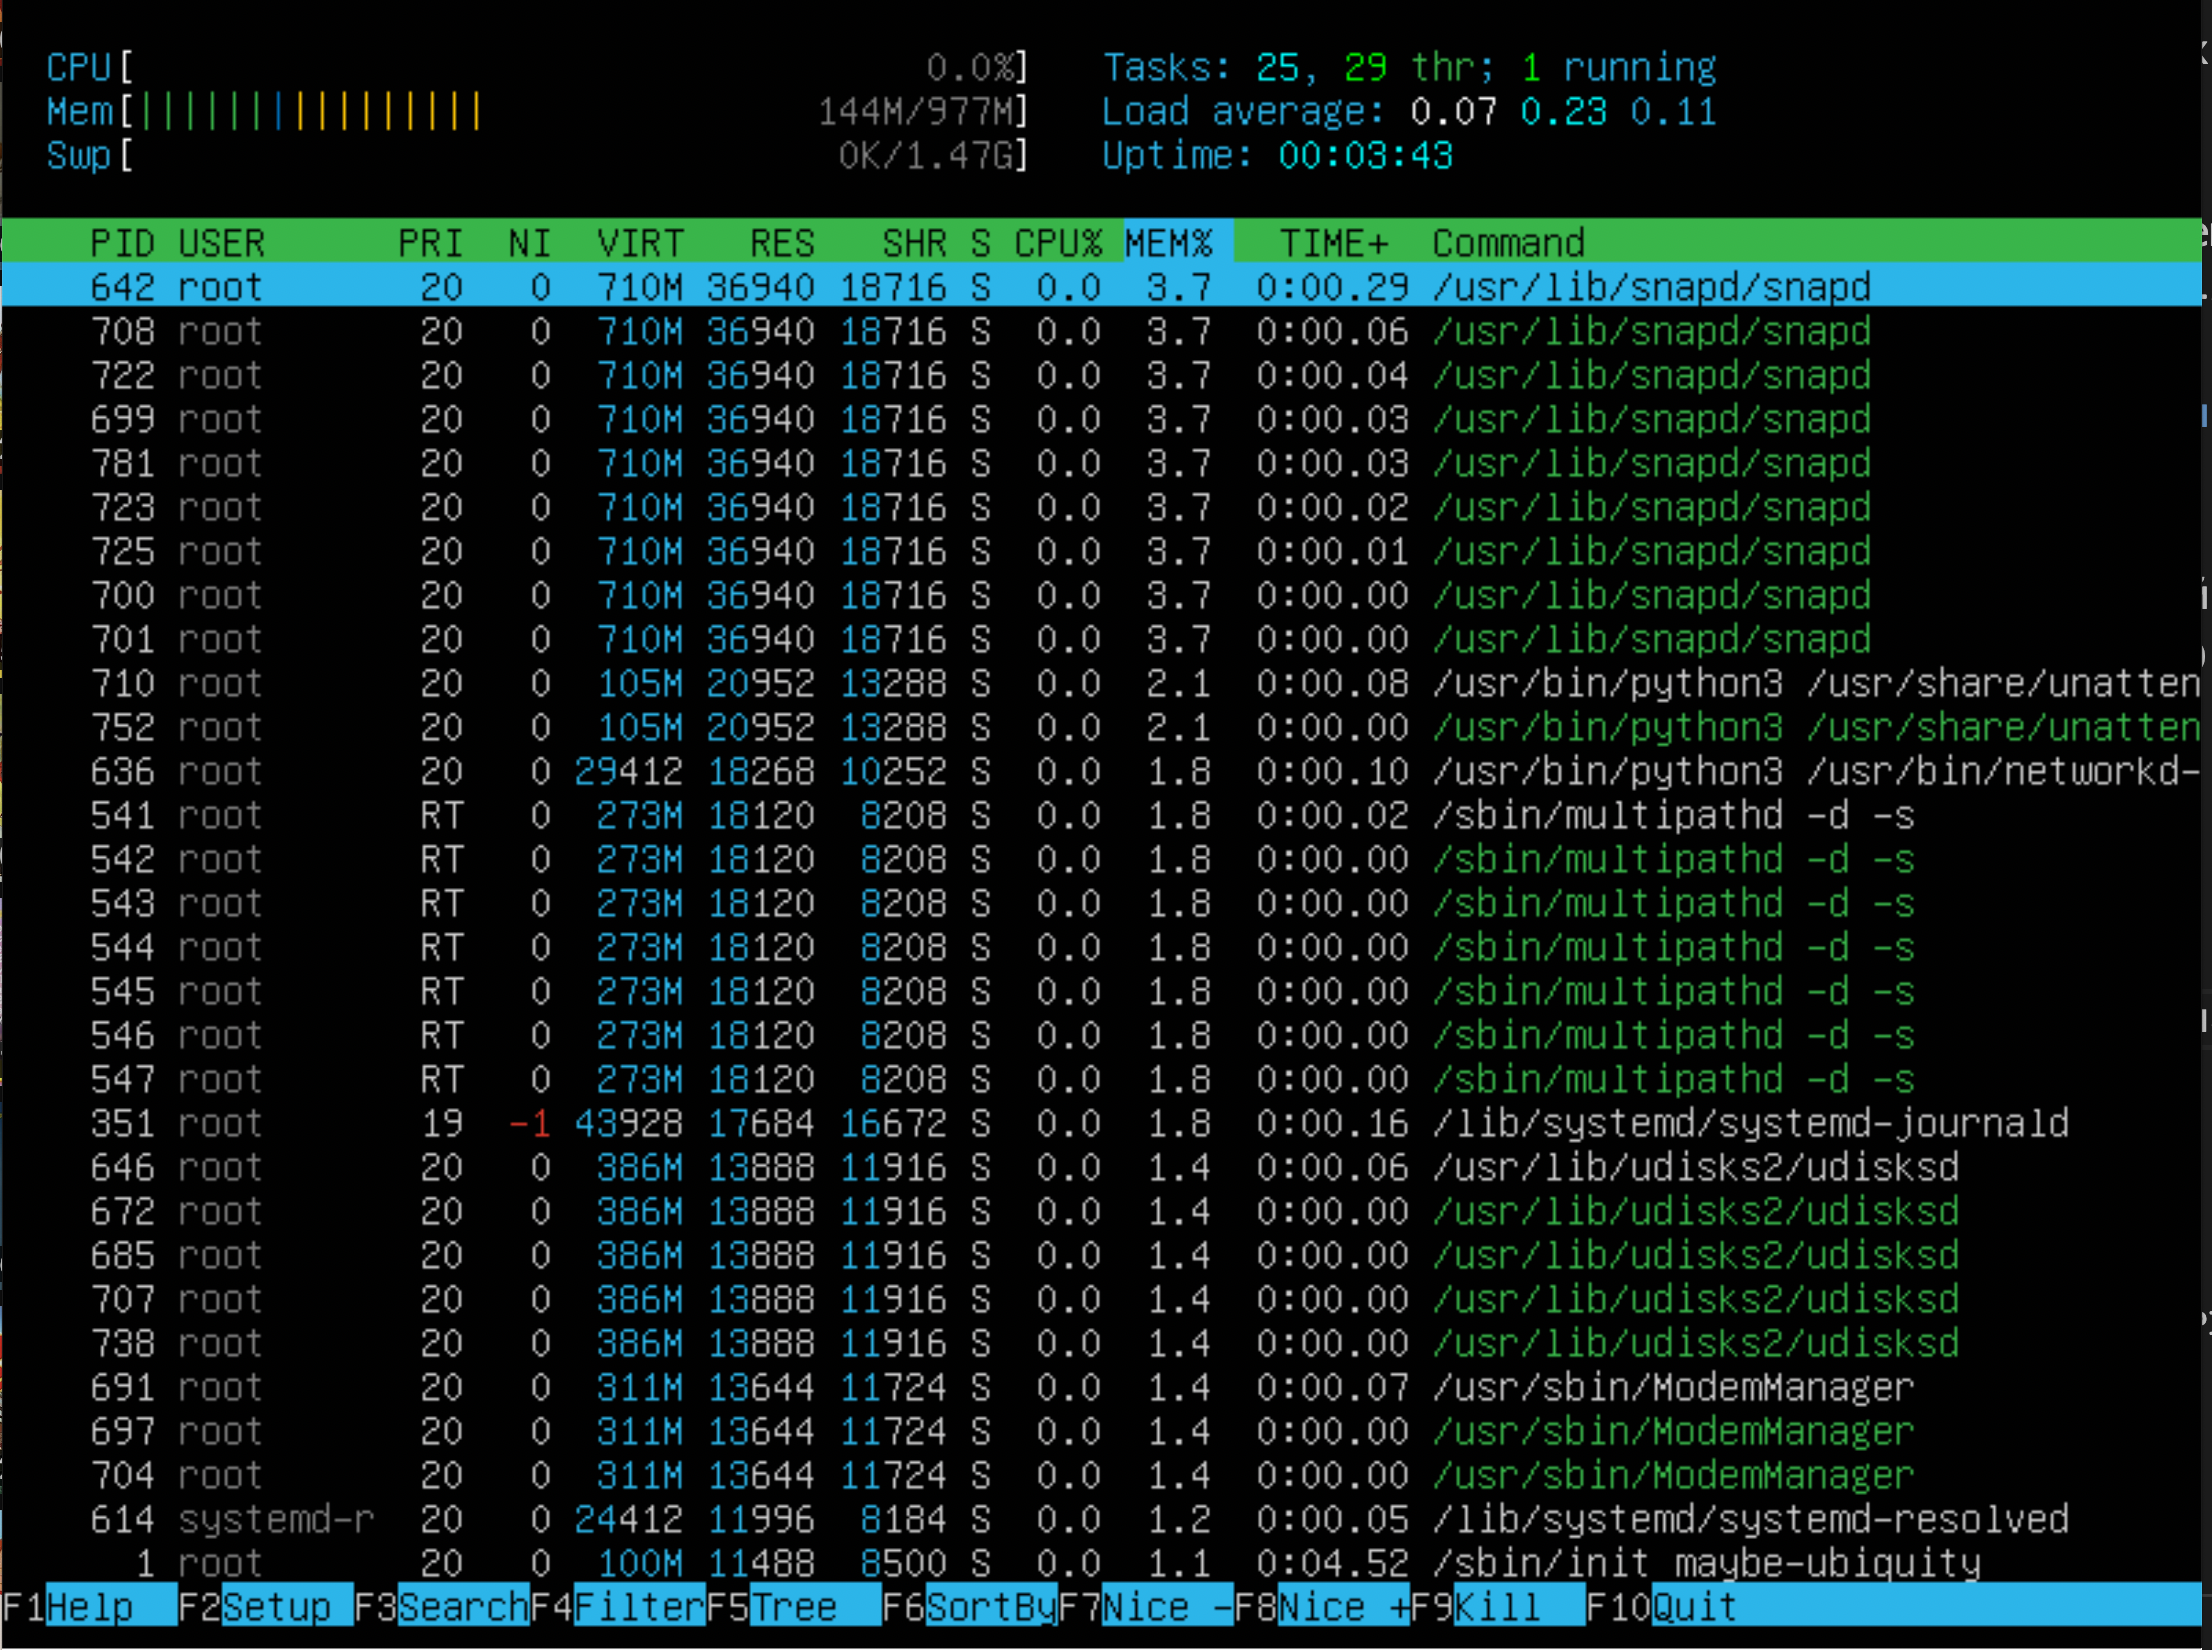 CPU[ 0.0%] Tasks: 25, 29 thr; 1 running
Mem[|||||||||||||||| 144M/977M] Load average: 0.07 0.23 0.11
Swp[ 0K/1.47G] Uptime: 00:03:43
PID USER PRI NI VIRT RES SHR S CPU% MEM% TIME+ Command
642 root 20 0 710M 36940 18716 S 0.0 3.7 0:00.29 /usr/lib/snapd/snapd
708 root 20 0 710M 36940 18716 S 0.0 3.7 0:00.06 /usr/lib/snapd/snapd
722 root 20 0 710M 36940 18716 S 0.0 3.7 0:00.04 /usr/lib/snapd/snapd
699 root 20 0 710M 36940 18716 S 0.0 3.7 0:00.03 /usr/lib/snapd/snapd
781 root 20 0 710M 36940 18716 S 0.0 3.7 0:00.03 /usr/lib/snapd/snapd
723 root 20 0 710M 36940 18716 S 0.0 3.7 0:00.02 /usr/lib/snapd/snapd
725 root 20 0 710M 36940 18716 S 0.0 3.7 0:00.01 /usr/lib/snapd/snapd
700 root 20 0 710M 36940 18716 S 0.0 3.7 0:00.00 /usr/lib/snapd/snapd
701 root 20 0 710M 36940 18716 S 0.0 3.7 0:00.00 /usr/lib/snapd/snapd
710 root 20 0 105M 20952 13288 S 0.0 2.1 0:00.08 /usr/bin/python3 /usr/share/unatten
752 root 20 0 105M 20952 13288 S 0.0 2.1 0:00.00 /usr/bin/python3 /usr/share/unatten
636 root 20 0 29412 18268 10252 S 0.0 1.8 0:00.10 /usr/bin/python3 /usr/bin/networkd-
541 root RT 0 273M 18120 8208 S 0.0 1.8 0:00.02 /sbin/multipathd -d -s
542 root RT 0 273M 18120 8208 S 0.0 1.8 0:00.00 /sbin/multipathd -d -s
543 root RT 0 273M 18120 8208 S 0.0 1.8 0:00.00 /sbin/multipathd -d -s
544 root RT 0 273M 18120 8208 S 0.0 1.8 0:00.00 /sbin/multipathd -d -s
545 root RT 0 273M 18120 8208 S 0.0 1.8 0:00.00 /sbin/multipathd -d -s
546 root RT 0 273M 18120 8208 S 0.0 1.8 0:00.00 /sbin/multipathd -d -s
547 root RT 0 273M 18120 8208 S 0.0 1.8 0:00.00 /sbin/multipathd -d -s
351 root 19 -1 43928 17684 16672 S 0.0 1.8 0:00.16 /lib/systemd/systemd-journald
646 root 20 0 386M 13888 11916 S 0.0 1.4 0:00.06 /usr/lib/udisks2/udisksd
672 root 20 0 386M 13888 11916 S 0.0 1.4 0:00.00 /usr/lib/udisks2/udisksd
685 root 20 0 386M 13888 11916 S 0.0 1.4 0:00.00 /usr/lib/udisks2/udisksd
707 root 20 0 386M 13888 11916 S 0.0 1.4 0:00.00 /usr/lib/udisks2/udisksd
738 root 20 0 386M 13888 11916 S 0.0 1.4 0:00.00 /usr/lib/udisks2/udisksd
691 root 20 0 311M 13644 11724 S 0.0 1.4 0:00.07 /usr/sbin/ModemManager
697 root 20 0 311M 13644 11724 S 0.0 1.4 0:00.00 /usr/sbin/ModemManager
704 root 20 0 311M 13644 11724 S 0.0 1.4 0:00.00 /usr/sbin/ModemManager
614 systemd-r 20 0 24412 11996 8184 S 0.0 1.2 0:00.05 /lib/systemd/systemd-resolved
1 root 20 0 100M 11488 8500 S 0.0 1.1 0:04.52 /sbin/init maybe-ubiquity
F1Help F2Setup F3SearchF4FilterF5Tree F6SortByF7Nice -F8Nice +F9Kill F10Quit